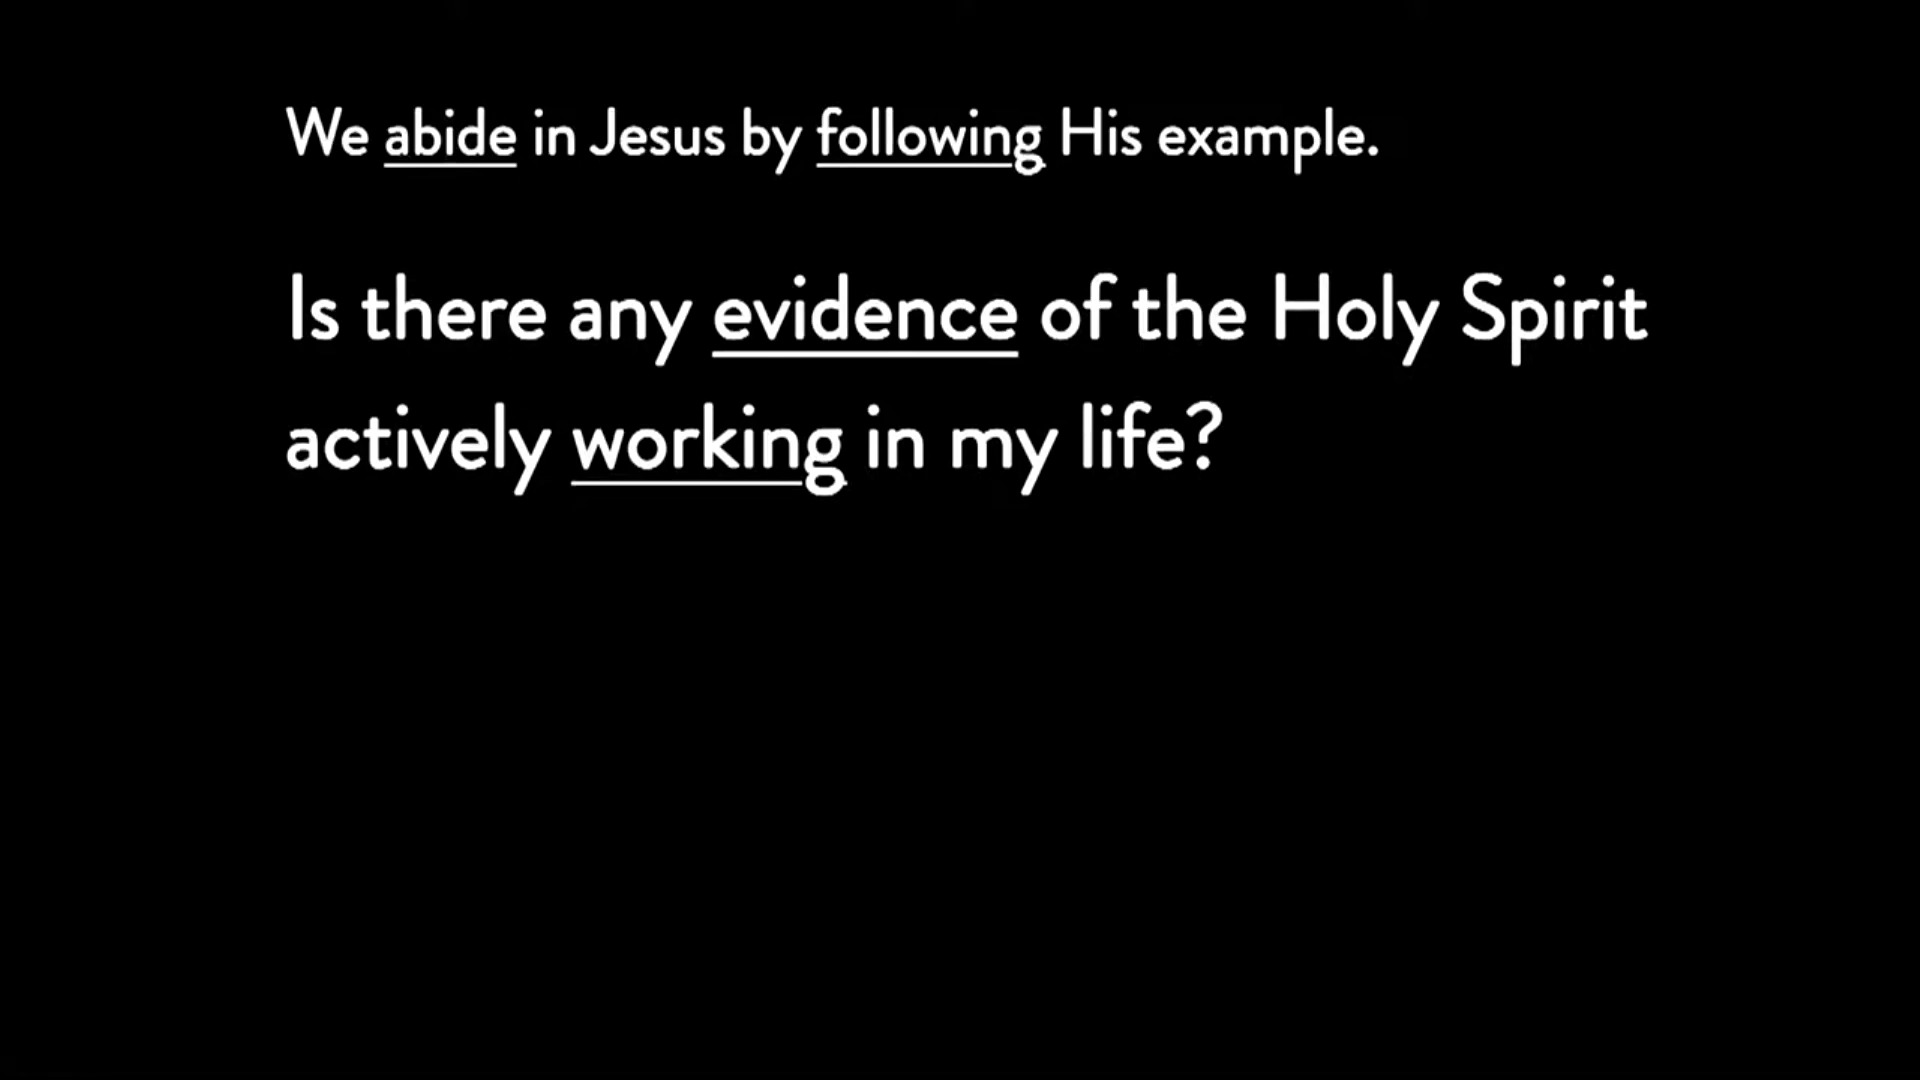 We abide in Jesus by following His example.
Is there any evidence of the Holy Spirit
actively working in my life?